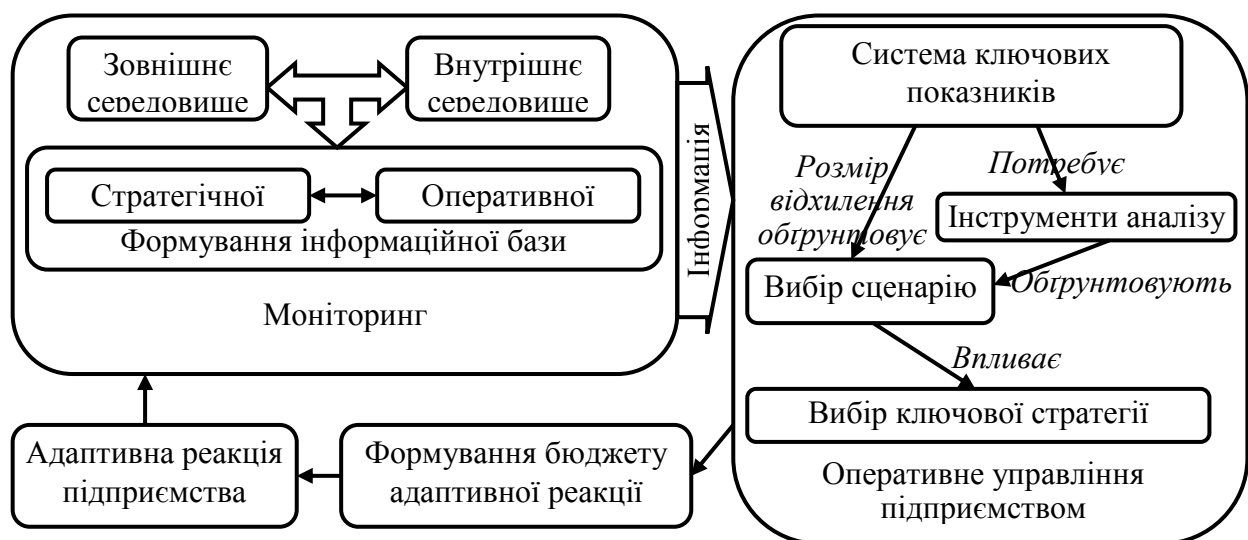 Зовнішнє
середовище
Внутрішнє
середовище
Стратегічної
Оперативної
Формування інформаційної бази
Моніторинг
Інформація
Система ключових
показників
Розмір
відхилення
обґрунтовує
Потребує
Інструменти аналізу
Вибір сценарію
Обґрунтовують
Впливає
Вибір ключової стратегії
Оперативне управління
підприємством
Формування бюджету
адаптивної реакції
Адаптивна реакція
підприємства